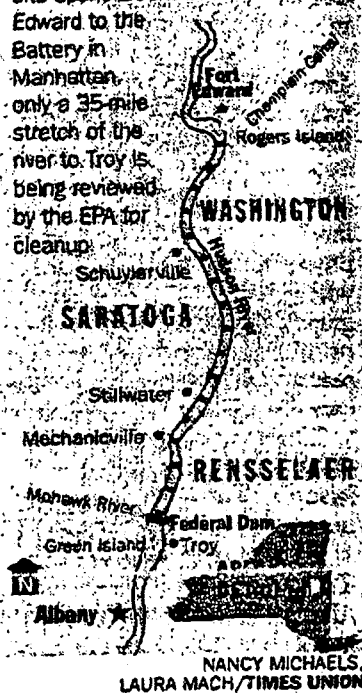 Edward to the
Battery in
Manhattan,
only a 35-mile
stretch of the
river to Troy is
being reviewed
by the EPA for
cleanup.
Fort
Edward
Champlain Canal
Rogers Island
WASHINGTON
Hudson River
Schuylerville
SARATOGA
Stillwater
Mechanicville
RENSSELAER
Mohawk River
Federal Dam
Green Island
Troy
N
Albany
NANCY MICHAELS,
LAURA MACH/TIMES UNION